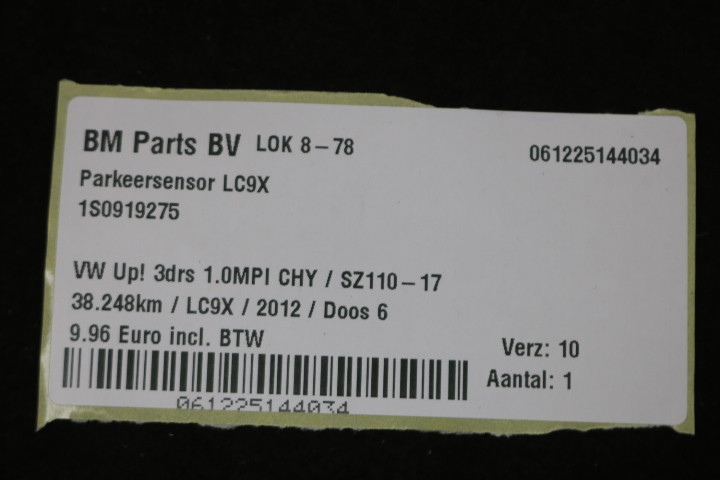 BM Parts BV LOK 8-78 061225144034
Parkeersensor LC9X
1S0919275
VW Up! 3drs 1.0MPI CHY / SZ110-17
38.248km / LC9X / 2012 / Doos 6
9.96 Euro incl. BTW
Verz: 10
Aantal: 1
061225144034